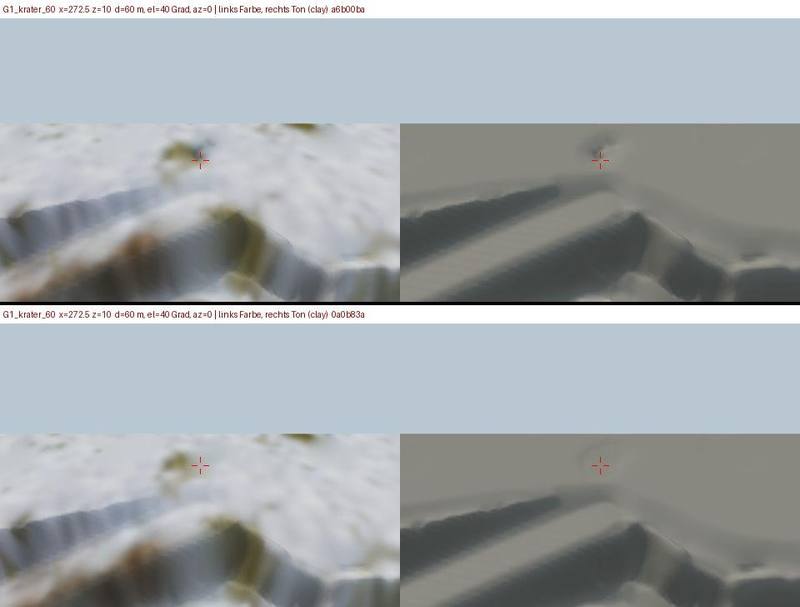 G1_krater_60 x=272.5 z=10 d=60 m, el=40 Grad, az=0 | links Farbe, rechts Ton (clay) a6b00ba
G1_krater_60 x=272.5 z=10 d=60 m, el=40 Grad, az=0 | links Farbe, rechts Ton (clay) 0a0b83a